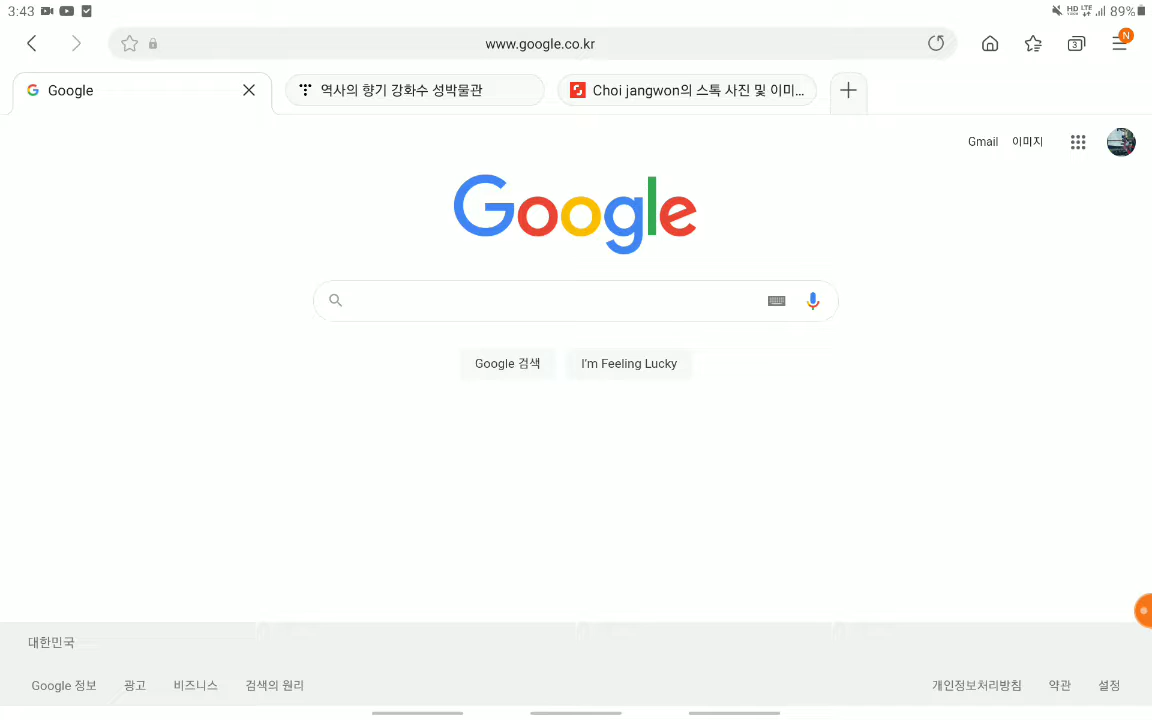 3:43
HD LTE 89%
www.google.co.kr
3
N
Google
역사의 향기 강화수 성박물관
Choi jangwon의 스톡 사진 및 이미...
Gmail 이미지
Google
Google 검색
I'm Feeling Lucky
대한민국
Google 정보 광고 비즈니스 검색의 원리
개인정보처리방침 약관 설정